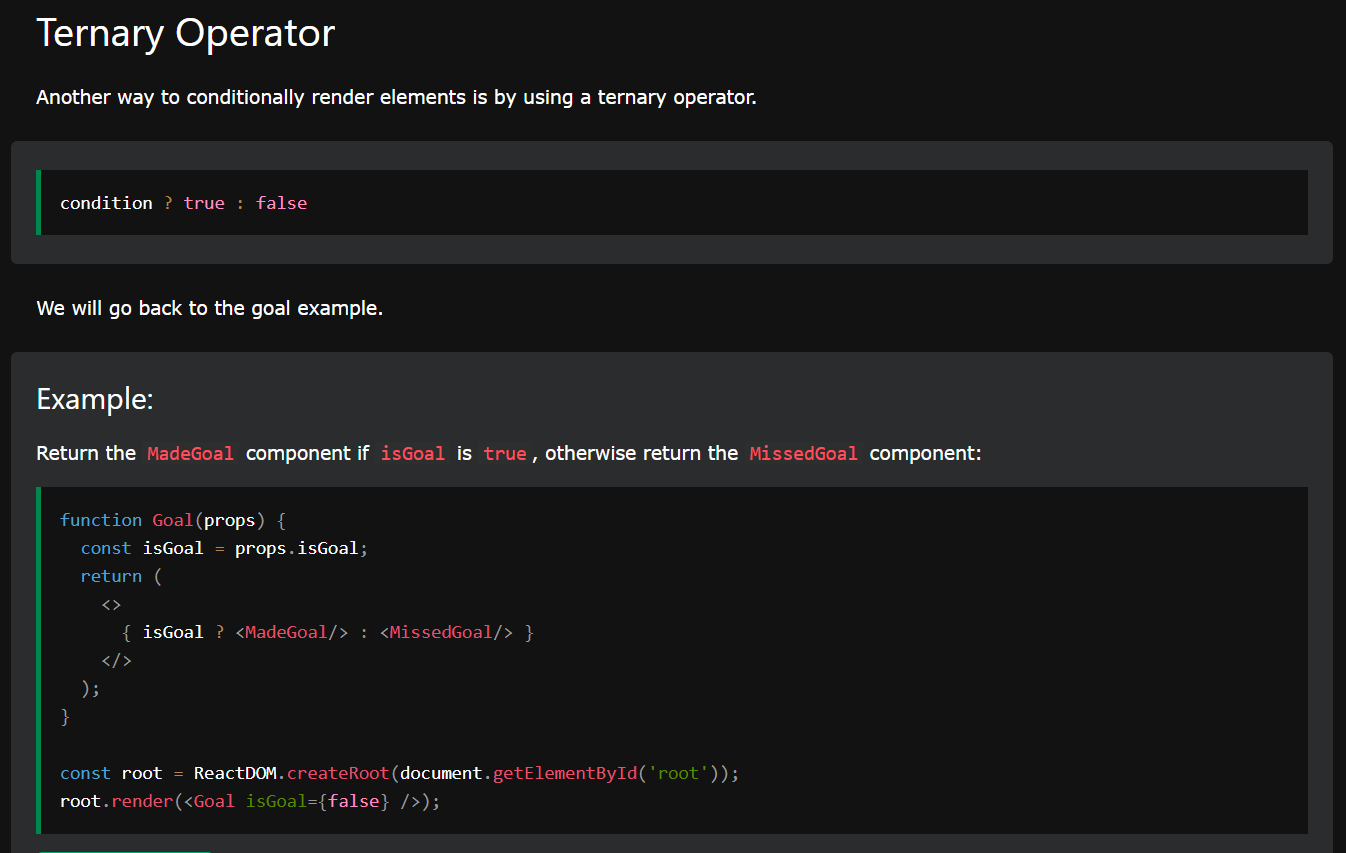 Ternary Operator
Another way to conditionally render elements is by using a ternary operator.
condition ? true : false
We will go back to the goal example.
Example:
Return the MadeGoal component if isGoal is true, otherwise return the MissedGoal component:
function Goal(props) {
  const isGoal = props.isGoal;
  return (
    <>
      { isGoal ? <MadeGoal/> : <MissedGoal/> }
    </>
  );
}
const root = ReactDOM.createRoot(document.getElementById('root'));
root.render(<Goal isGoal={false} />);